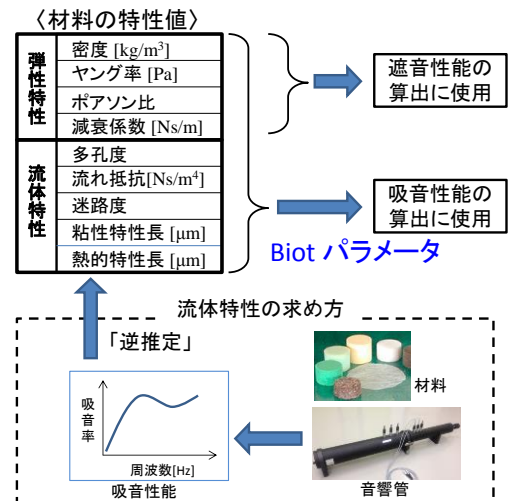 〈材料の特性値〉
弾性特性
密度 [kg/m³]
ヤング率 [Pa]
ポアソン比
減衰係数 [Ns/m]
流体特性
多孔度
流れ抵抗[Ns/m⁴]
迷路度
粘性特性長 [μm]
熱的特性長 [μm]
遮音性能の
算出に使用
吸音性能の
算出に使用
Biot パラメータ
流体特性の求め方
「逆推定」
吸音率
周波数[Hz]
吸音性能
材料
音響管